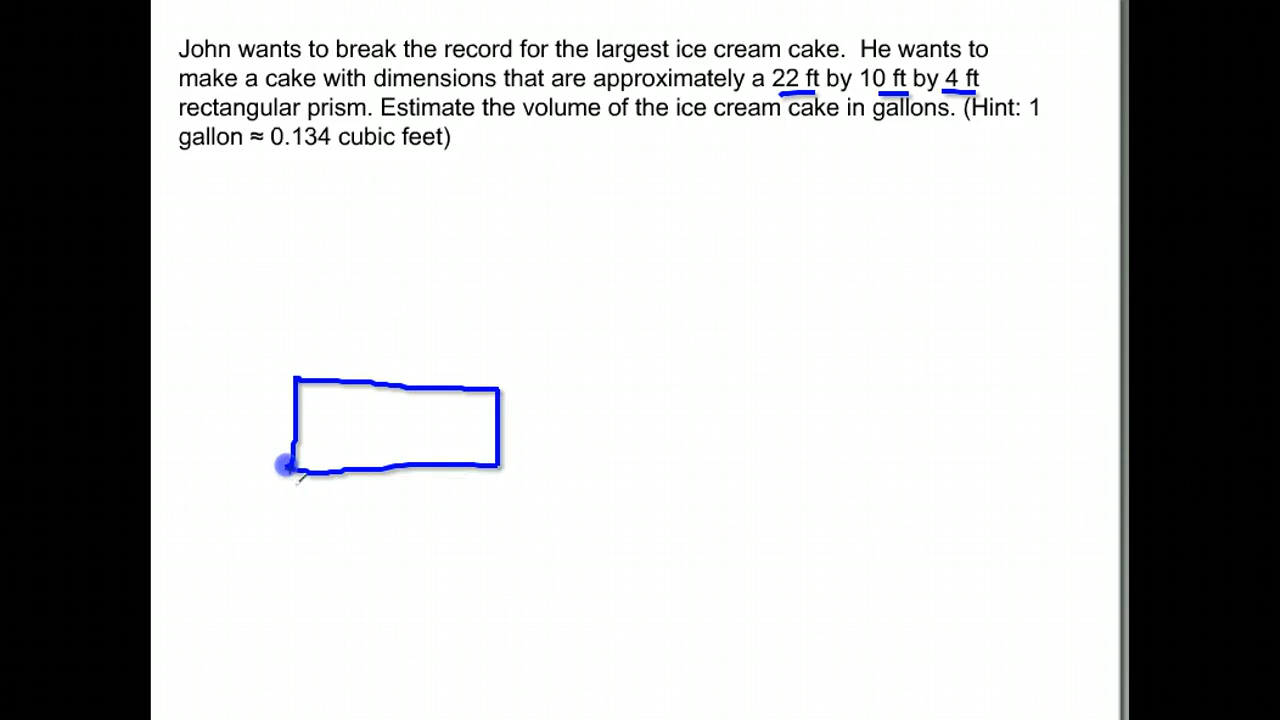 John wants to break the record for the largest ice cream cake.  He wants to
make a cake with dimensions that are approximately a 22 ft by 10 ft by 4 ft
rectangular prism. Estimate the volume of the ice cream cake in gallons. (Hint: 1
gallon ≈ 0.134 cubic feet)